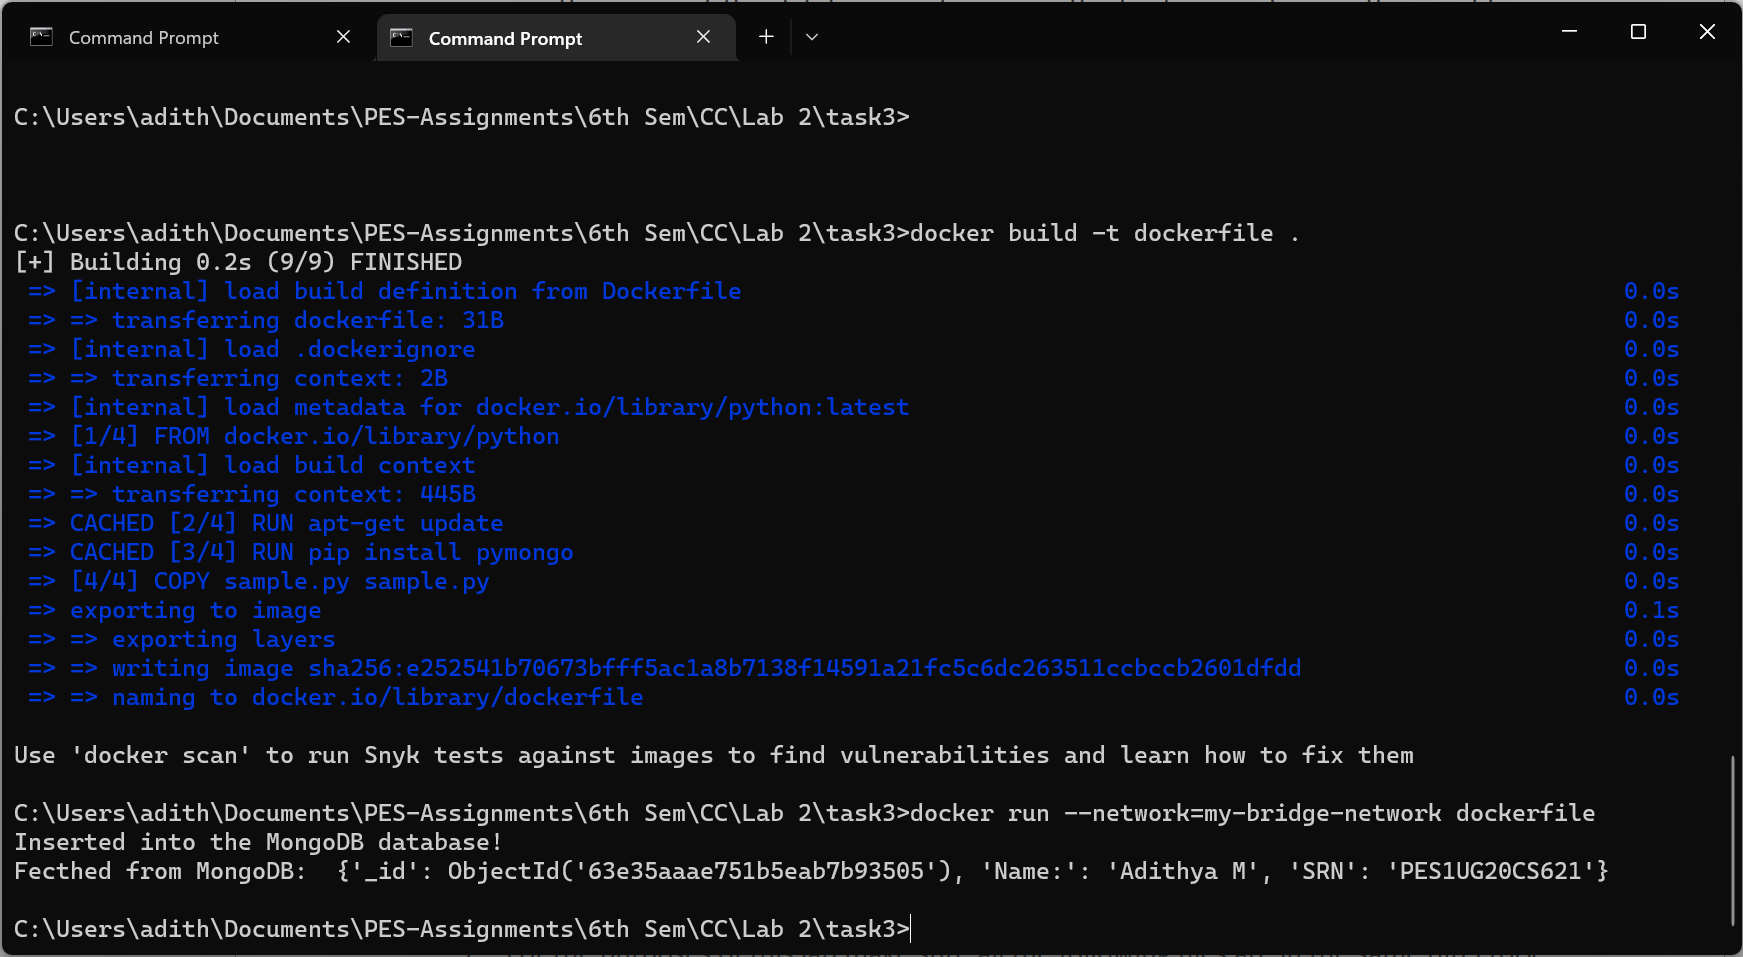 Command Prompt
Command Prompt
C:\Users\adith\Documents\PES-Assignments\6th Sem\CC\Lab 2\task3>
C:\Users\adith\Documents\PES-Assignments\6th Sem\CC\Lab 2\task3>docker build -t dockerfile .
[+] Building 0.2s (9/9) FINISHED
=> [internal] load build definition from Dockerfile 0.0s
=> => transferring dockerfile: 31B 0.0s
=> [internal] load .dockerignore 0.0s
=> => transferring context: 2B 0.0s
=> [internal] load metadata for docker.io/library/python:latest 0.0s
=> [1/4] FROM docker.io/library/python 0.0s
=> [internal] load build context 0.0s
=> => transferring context: 445B 0.0s
=> CACHED [2/4] RUN apt-get update 0.0s
=> CACHED [3/4] RUN pip install pymongo 0.0s
=> [4/4] COPY sample.py sample.py 0.0s
=> exporting to image 0.1s
=> => exporting layers 0.0s
=> => writing image sha256:e252541b70673bfff5ac1a8b7138f14591a21fc5c6dc263511ccbccb2601dfdd 0.0s
=> => naming to docker.io/library/dockerfile 0.0s
Use 'docker scan' to run Snyk tests against images to find vulnerabilities and learn how to fix them
C:\Users\adith\Documents\PES-Assignments\6th Sem\CC\Lab 2\task3>docker run --network=my-bridge-network dockerfile
Inserted into the MongoDB database!
Fecthed from MongoDB:  {'_id': ObjectId('63e35aaae751b5eab7b93505'), 'Name:': 'Adithya M', 'SRN': 'PES1UG20CS621'}
C:\Users\adith\Documents\PES-Assignments\6th Sem\CC\Lab 2\task3>